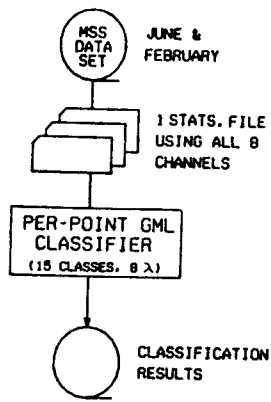 MSS
DATA
SET
JUNE &
FEBRUARY
1 STATS. FILE
USING ALL 8
CHANNELS
PER-POINT GML
CLASSIFIER
(15 CLASSES, 8 λ)
CLASSIFICATION
RESULTS